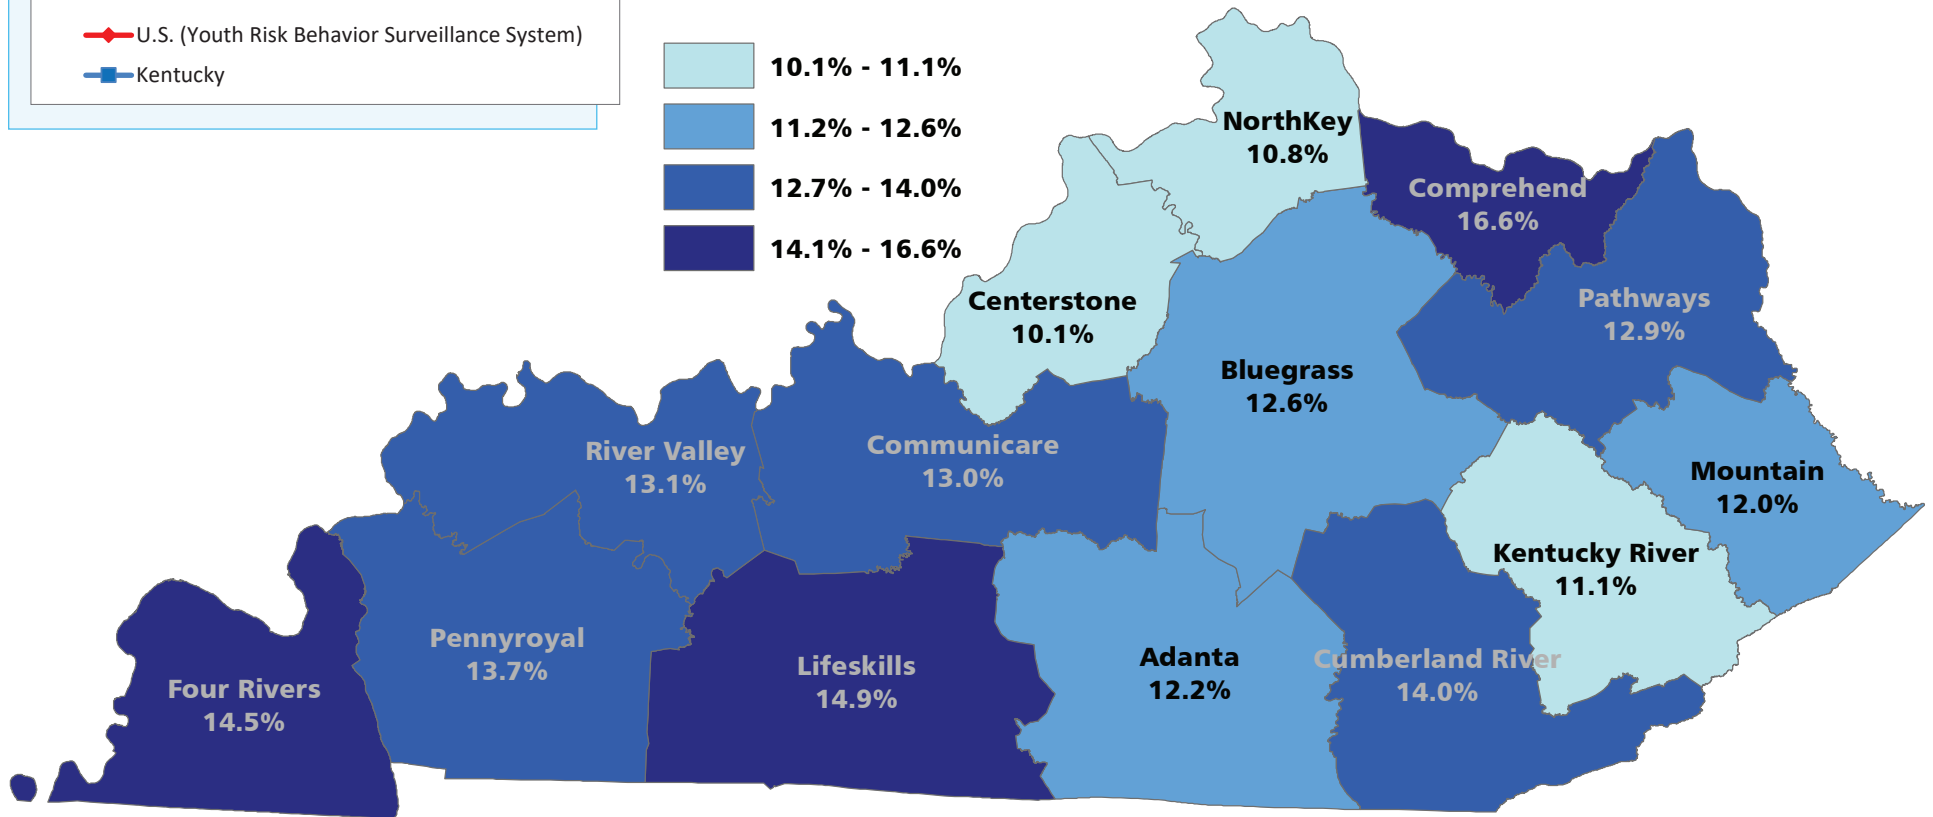 U.S. (Youth Risk Behavior Surveillance System)
Kentucky
10.1% - 11.1%
11.2% - 12.6%
12.7% - 14.0%
14.1% - 16.6%
NorthKey
10.8%
Comprehend
16.6%
Centerstone
10.1%
Pathways
12.9%
Bluegrass
12.6%
River Valley
13.1%
Communicare
13.0%
Mountain
12.0%
Kentucky River
11.1%
Pennyroyal
13.7%
Four Rivers
14.5%
Lifeskills
14.9%
Adanta
12.2%
Cumberland River
14.0%